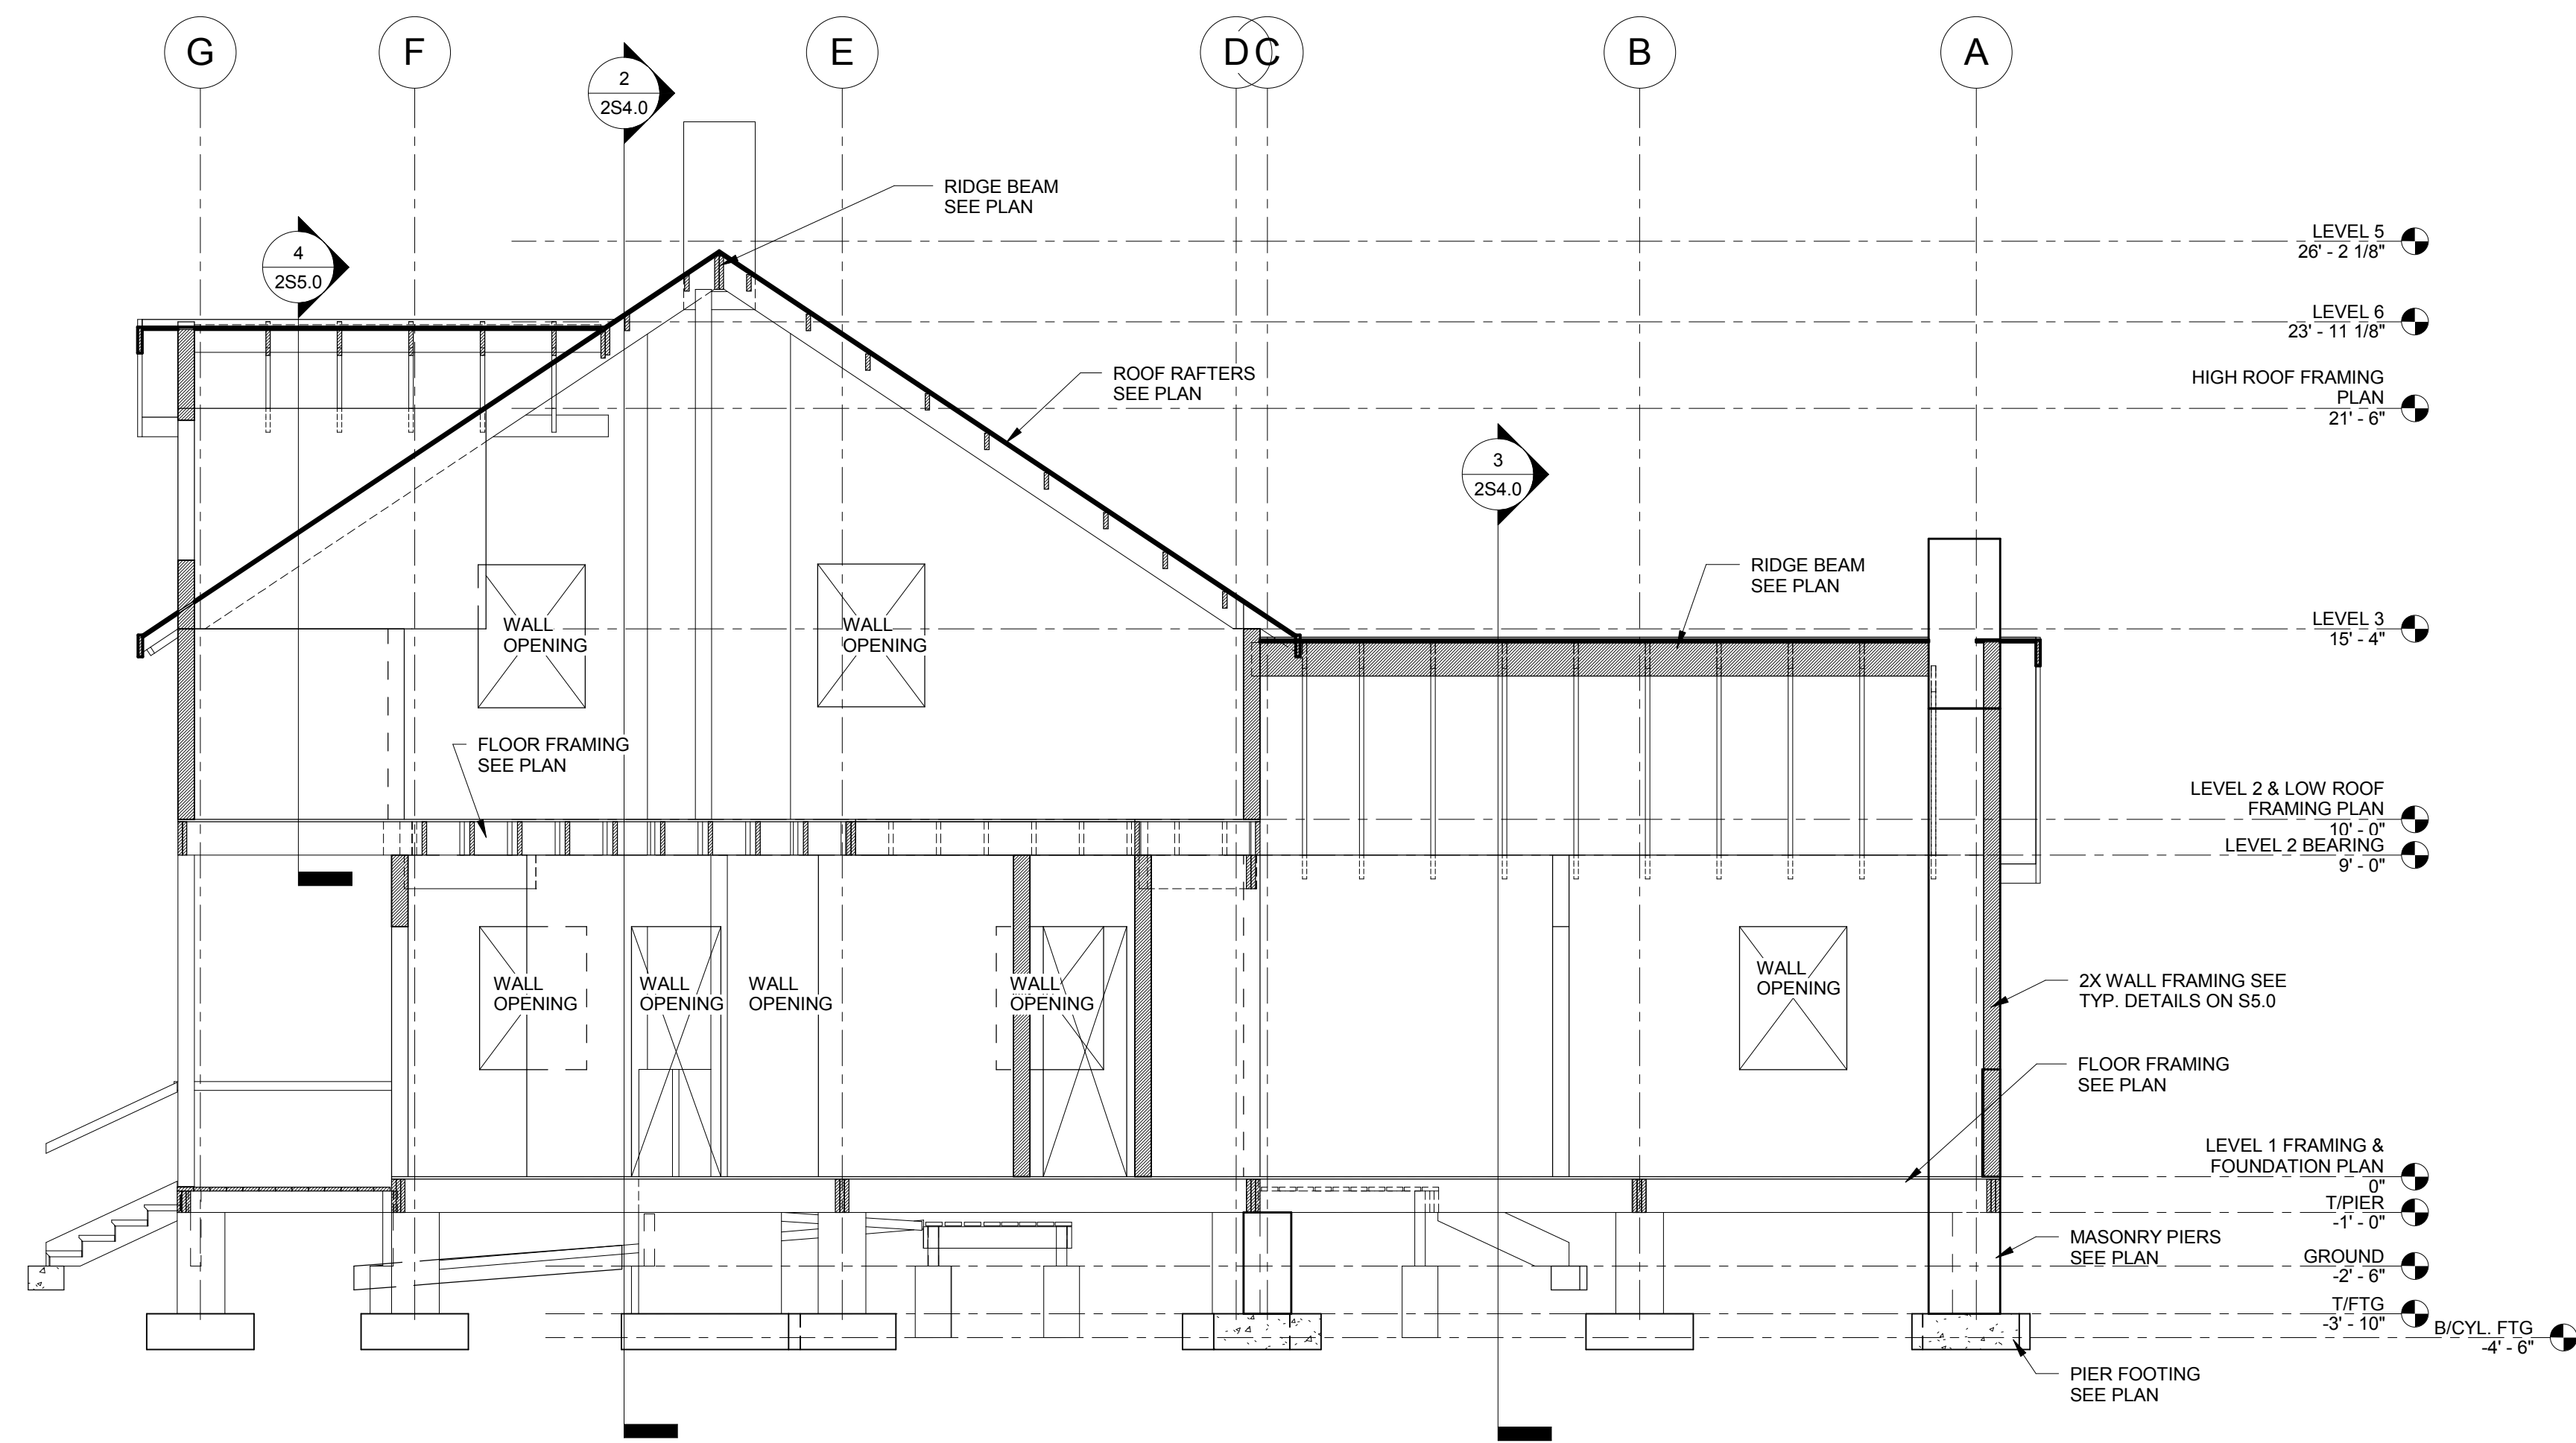 G
F
E
D
C
B
A
2
2S4.0
RIDGE BEAM
SEE PLAN
4
2S5.0
LEVEL 5
26' - 2 1/8"
LEVEL 6
23' - 11 1/8"
ROOF RAFTERS
SEE PLAN
HIGH ROOF FRAMING
PLAN
21' - 6"
3
2S4.0
RIDGE BEAM
SEE PLAN
WALL
OPENING
WALL
OPENING
LEVEL 3
15' - 4"
FLOOR FRAMING
SEE PLAN
LEVEL 2 & LOW ROOF
FRAMING PLAN
10' - 0"
LEVEL 2 BEARING
9' - 0"
WALL
OPENING
WALL
OPENING
WALL
OPENING
WALL
OPENING
WALL
OPENING
2X WALL FRAMING SEE
TYP. DETAILS ON S5.0
FLOOR FRAMING
SEE PLAN
LEVEL 1 FRAMING &
FOUNDATION PLAN
0"
T/PIER
-1' - 0"
MASONRY PIERS
SEE PLAN
GROUND
-2' - 6"
T/FTG
-3' - 10"
B/CYL. FTG
-4' - 6"
PIER FOOTING
SEE PLAN